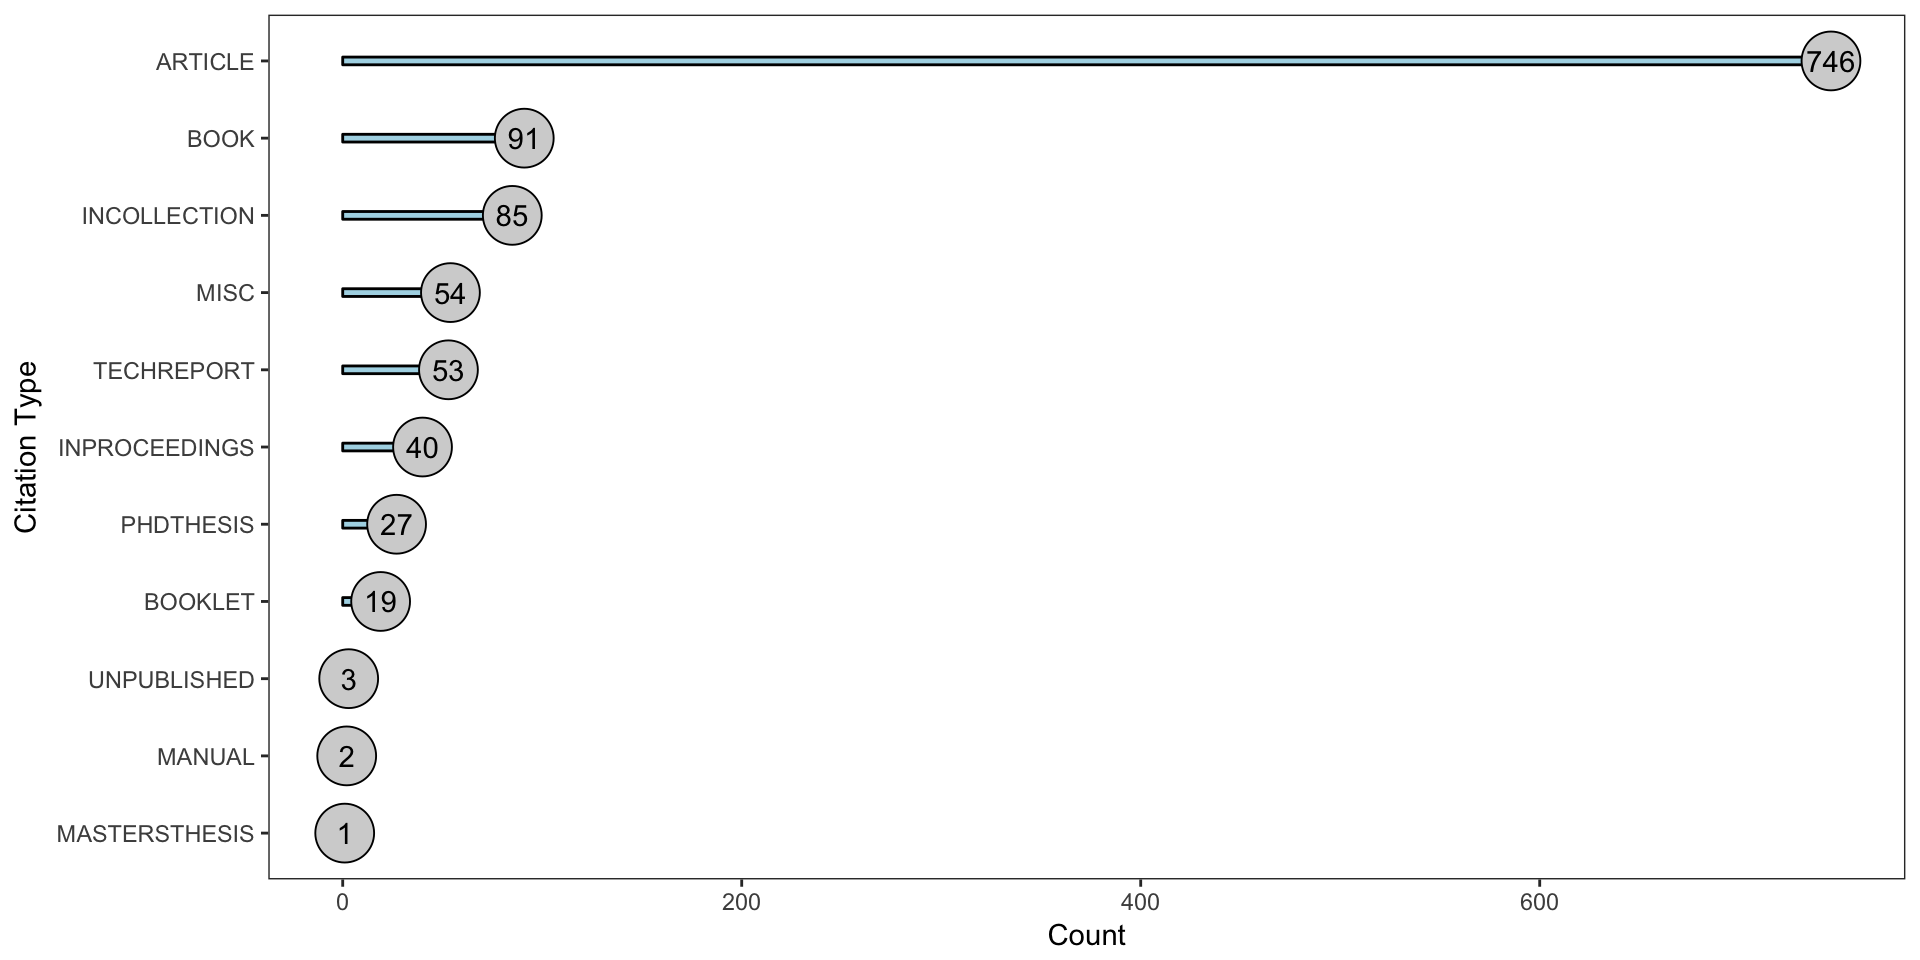 ARTICLE 746
BOOK 91
INCOLLECTION 85
MISC 54
TECHREPORT 53
INPROCEEDINGS 40
PHDTHESIS 27
BOOKLET 19
UNPUBLISHED 3
MANUAL 2
MASTERSTHESIS 1
Citation Type
0 200 400 600
Count